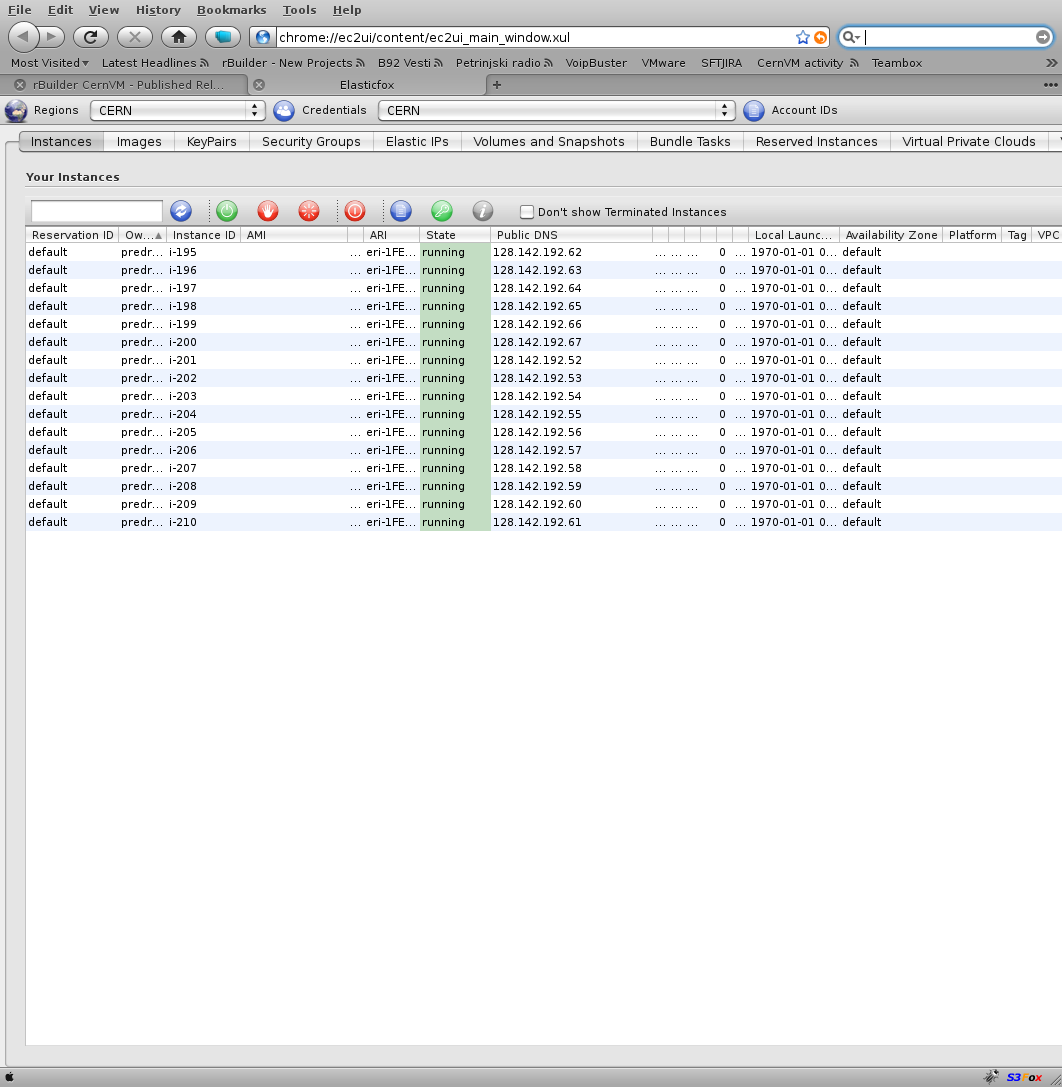 File Edit View History Bookmarks Tools Help
chrome://ec2ui/content/ec2ui_main_window.xul
Most Visited Latest Headlines rBuilder - New Projects B92 Vesti Petrinjski radio VoipBuster VMware SFTJIRA CernVM activity Teambox
rBuilder CernVM - Published Rel... Elasticfox
Regions CERN Credentials CERN Account IDs
Instances Images KeyPairs Security Groups Elastic IPs Volumes and Snapshots Bundle Tasks Reserved Instances Virtual Private Clouds
Your Instances
Don't show Terminated Instances
Reservation ID Ow... Instance ID AMI ARI State Public DNS Local Launc... Availability Zone Platform Tag VPC
default predr... i-195 ... eri-1FE... running 128.142.192.62 ... ... ... 0 ... 1970-01-01 0... default
default predr... i-196 ... eri-1FE... running 128.142.192.63 ... ... ... 0 ... 1970-01-01 0... default
default predr... i-197 ... eri-1FE... running 128.142.192.64 ... ... ... 0 ... 1970-01-01 0... default
default predr... i-198 ... eri-1FE... running 128.142.192.65 ... ... ... 0 ... 1970-01-01 0... default
default predr... i-199 ... eri-1FE... running 128.142.192.66 ... ... ... 0 ... 1970-01-01 0... default
default predr... i-200 ... eri-1FE... running 128.142.192.67 ... ... ... 0 ... 1970-01-01 0... default
default predr... i-201 ... eri-1FE... running 128.142.192.52 ... ... ... 0 ... 1970-01-01 0... default
default predr... i-202 ... eri-1FE... running 128.142.192.53 ... ... ... 0 ... 1970-01-01 0... default
default predr... i-203 ... eri-1FE... running 128.142.192.54 ... ... ... 0 ... 1970-01-01 0... default
default predr... i-204 ... eri-1FE... running 128.142.192.55 ... ... ... 0 ... 1970-01-01 0... default
default predr... i-205 ... eri-1FE... running 128.142.192.56 ... ... ... 0 ... 1970-01-01 0... default
default predr... i-206 ... eri-1FE... running 128.142.192.57 ... ... ... 0 ... 1970-01-01 0... default
default predr... i-207 ... eri-1FE... running 128.142.192.58 ... ... ... 0 ... 1970-01-01 0... default
default predr... i-208 ... eri-1FE... running 128.142.192.59 ... ... ... 0 ... 1970-01-01 0... default
default predr... i-209 ... eri-1FE... running 128.142.192.60 ... ... ... 0 ... 1970-01-01 0... default
default predr... i-210 ... eri-1FE... running 128.142.192.61 ... ... ... 0 ... 1970-01-01 0... default
S3Fox